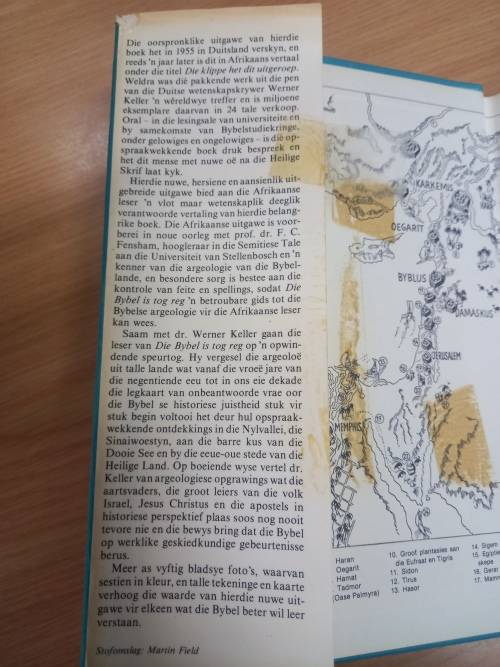 Die oorspronklike uitgawe van hierdie
boek het in 1955 in Duitsland verskyn, en
reeds 'n jaar later is dit in Afrikaans vertaal
onder die titel Die klippe het dit uitgeroep.
Weldra was dié pakkende werk uit die pen
van die Duitse wetenskapskrywer Werner
Keller 'n wêreldwye treffer en is miljoene
eksemplare daarvan in 24 tale verkoop.
Oral – in die lesingsale van universiteite en
by samekomste van Bybelstudiekringe,
onder gelowiges en ongelowiges – is dié op-
spraakwekkende boek druk bespreek en
het dit mense met nuwe oë na die Heilige
Skrif laat kyk.
Hierdie nuwe, hersiene en aansienlik uit-
gebreide uitgawe bied aan die Afrikaanse
leser 'n vlot maar wetenskaplik deeglik
verantwoorde vertaling van hierdie belang-
rike boek. Die Afrikaanse uitgawe is voor-
berei in noue oorleg met prof. dr. F. C.
Fensham, hoogleraar in die Semitiese Tale
aan die Universiteit van Stellenbosch en 'n
kenner van die argeologie van die Bybel-
lande, en besondere sorg is bestee aan die
kontrole van feite en spellings, sodat Die
Bybel is tog reg 'n betroubare gids tot die
Bybelse argeologie vir die Afrikaanse leser
kan wees.
Saam met dr. Werner Keller gaan die
leser van Die Bybel is tog reg op 'n opwin-
dende speurtog. Hy vergesel die argeoloë
uit talle lande wat vanaf die vroeë jare van
die negentiende eeu tot in ons eie dekade
die legkaart van onbeantwoorde vrae oor
die Bybel se historiese juistheid stuk vir
stuk begin voltooi het deur hul opspraak-
wekkende ontdekkings in die Nylvallei, die
Sinaiwoestyn, aan die barre kus van die
Dooie See en by die eeue-oue stede van die
Heilige Land. Op boeiende wyse vertel dr.
Keller van argeologiese opgrawings wat die
aartsvaders, die groot leiers van die volk
Israel, Jesus Christus en die apostels in
historiese perspektief plaas soos nog nooit
tevore nie en die bewys bring dat die Bybel
op werklike geskiedkundige gebeurtenisse
berus.
Meer as vyftig bladsye foto's, waarvan
sestien in kleur, en talle tekeninge en kaarte
verhoog die waarde van hierdie nuwe uit-
gawe vir elkeen wat die Bybel beter wil leer
verstaan.
Stofomslag: Martin Field
KARKEMIS
OEGARIT
BYBLUS
DAMASKUS
JERUSALEM
MEMPHIS
Haran
Oegarit
Hamat
Tadmor
(Oase Palmyra)
10. Groot plantasies aan
die Eufraat en Tigris
11. Sidon
12. Tirus
13. Hasor
14. Sigem
15.
skepe
16. Gerar
17.